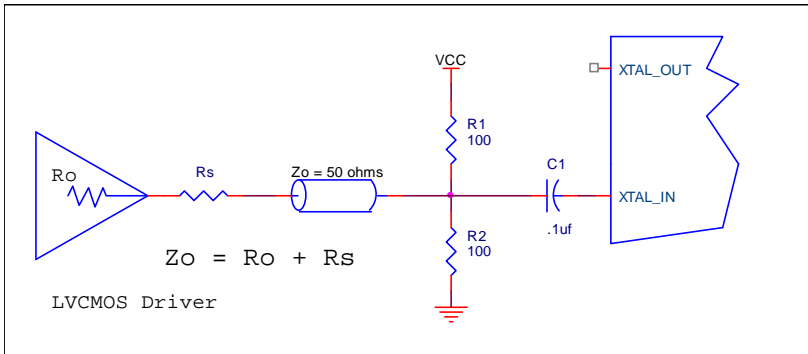 VCC
XTAL_OUT
R1
100
Ro
Rs
Zo = 50 ohms
C1
XTAL_IN
.1uf
R2
100
Zo = Ro + Rs
LVCMOS Driver